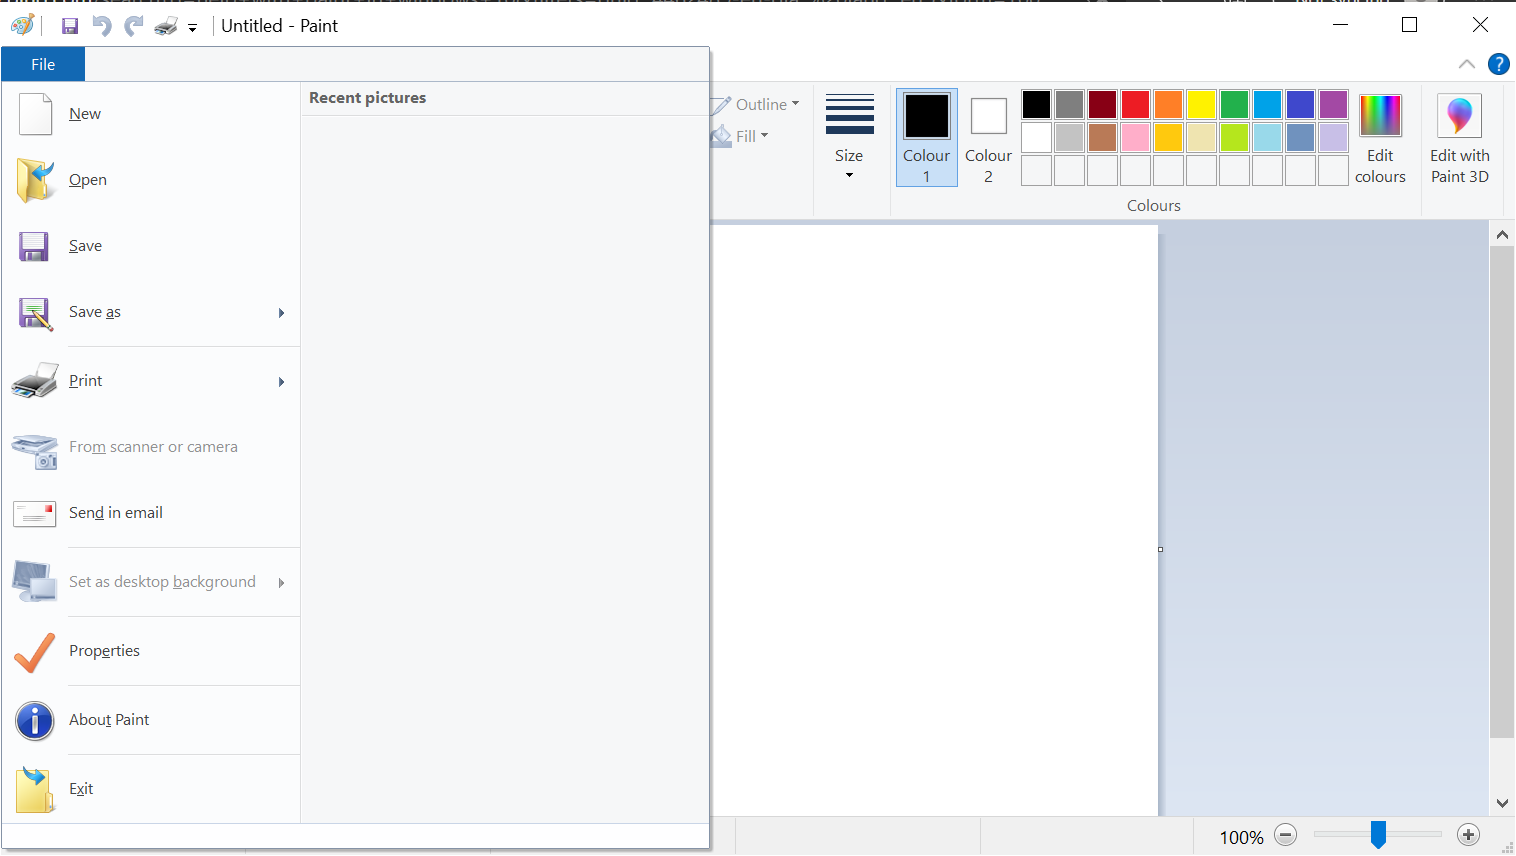 Untitled - Paint
File
Recent pictures
New
Open
Save
Save as
Print
From scanner or camera
Send in email
Set as desktop background
Properties
About Paint
Exit
Outline
Fill
Size
Colour
1
Colour
2
Edit
colours
Edit with
Paint 3D
Colours
100%